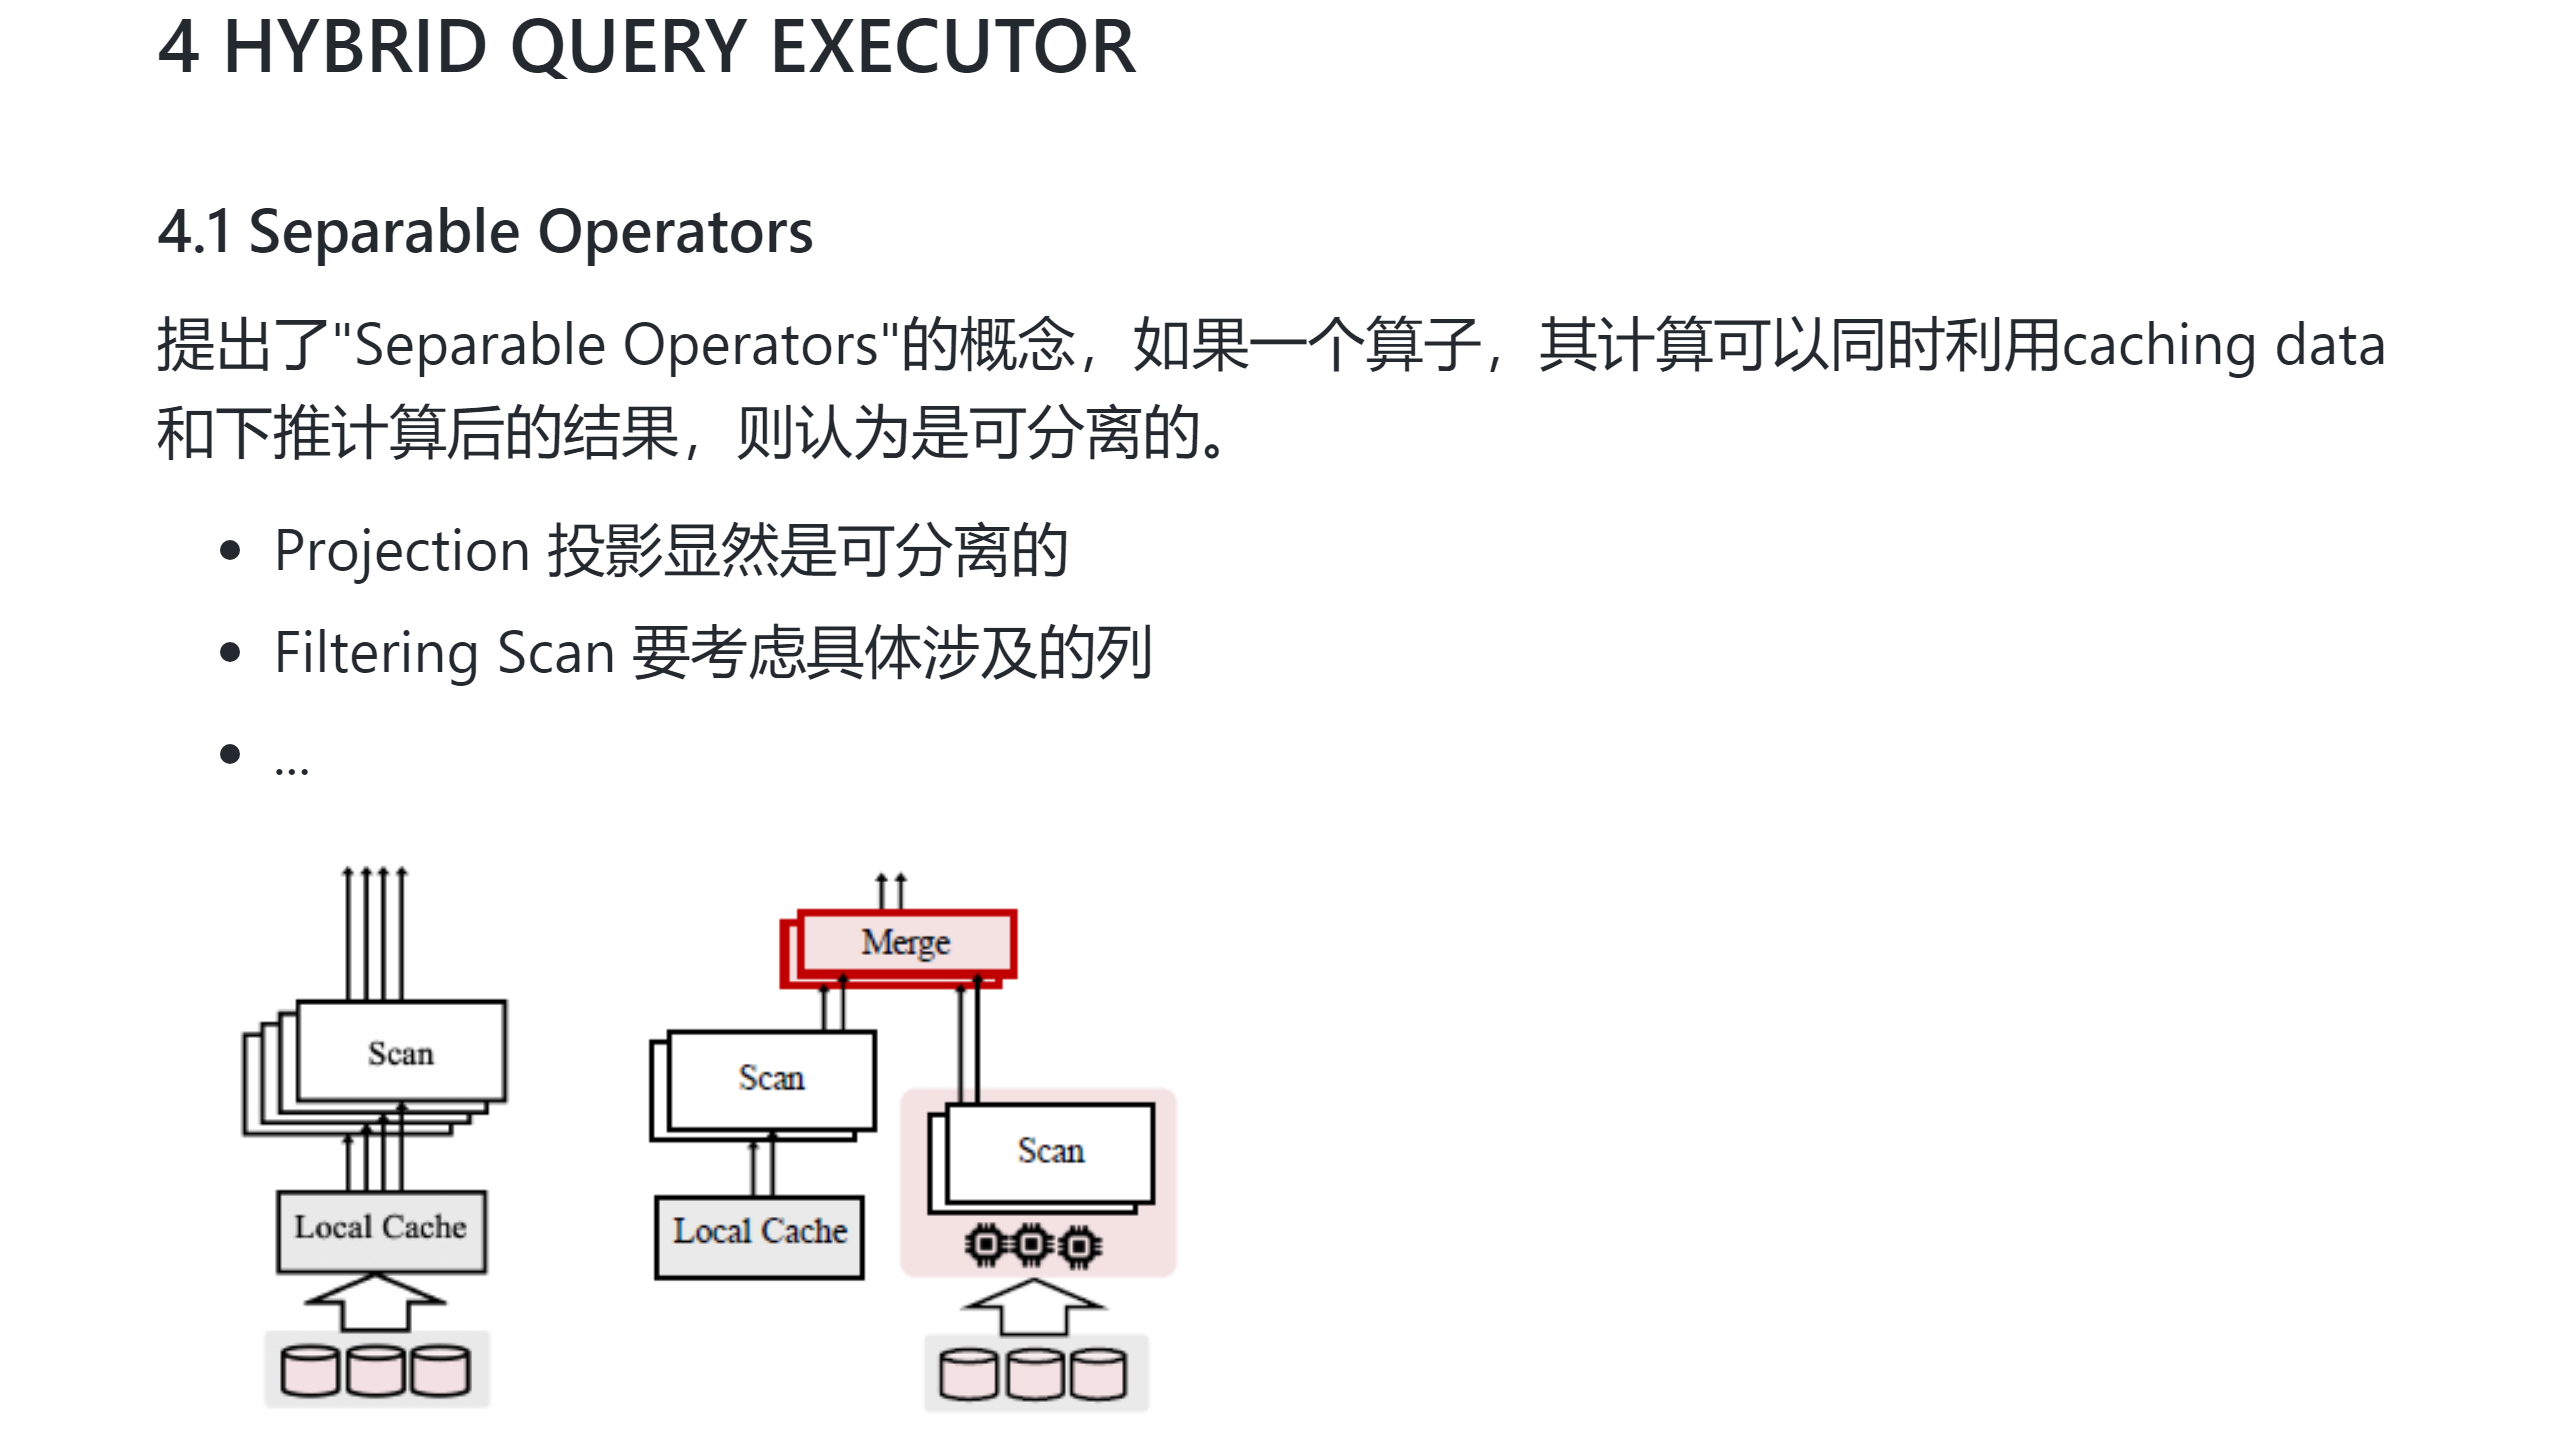 4 HYBRID QUERY EXECUTOR
4.1 Separable Operators
提出了"Separable Operators"的概念，如果一个算子，其计算可以同时利用caching data
和下推计算后的结果，则认为是可分离的。
• Projection 投影显然是可分离的
• Filtering Scan 要考虑具体涉及的列
• ...
Merge
Scan
Scan
Scan
Local Cache
Local Cache